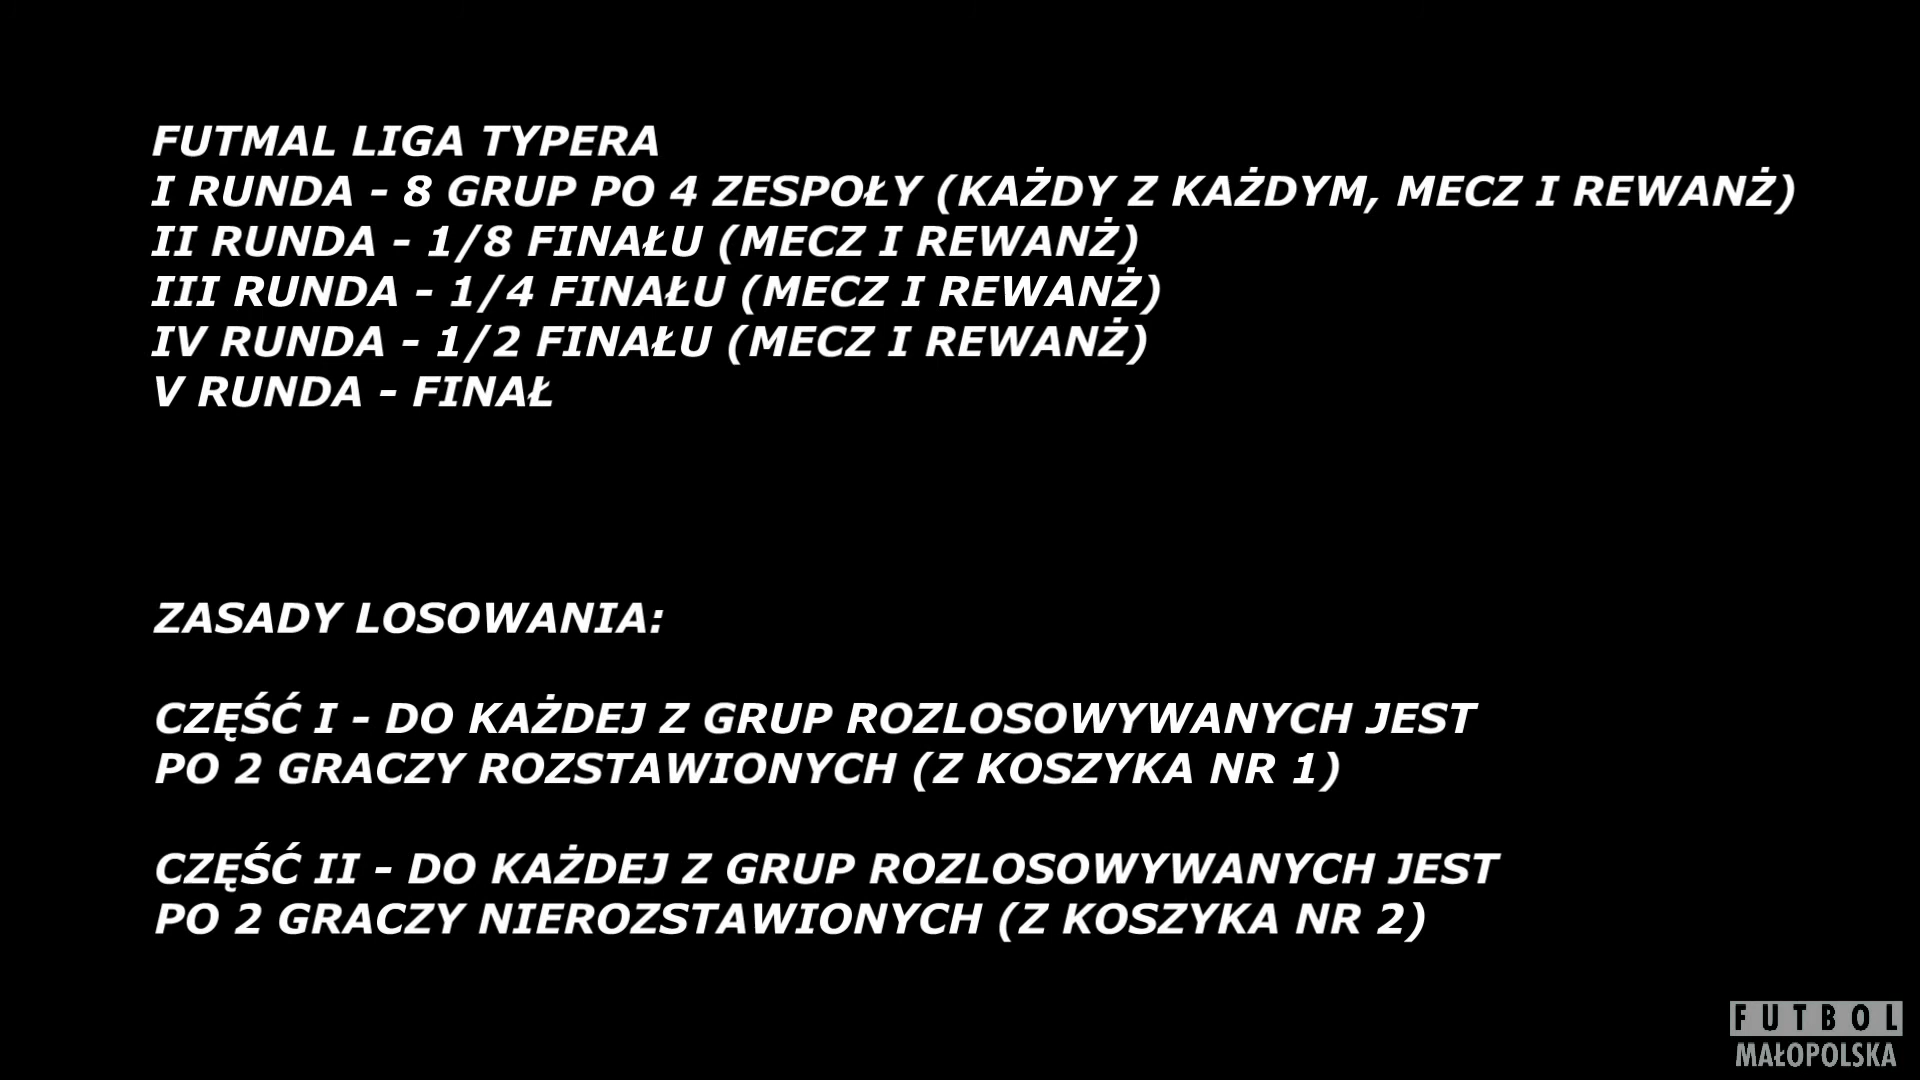 FUTMAL LIGA TYPERA
I RUNDA - 8 GRUP PO 4 ZESPOŁY (KAŻDY Z KAŻDYM, MECZ I REWANŻ)
II RUNDA - 1/8 FINAŁU (MECZ I REWANŻ)
III RUNDA - 1/4 FINAŁU (MECZ I REWANŻ)
IV RUNDA - 1/2 FINAŁU (MECZ I REWANŻ)
V RUNDA - FINAŁ
ZASADY LOSOWANIA:
CZĘŚĆ I - DO KAŻDEJ Z GRUP ROZLOSOWYWANYCH JEST
PO 2 GRACZY ROZSTAWIONYCH (Z KOSZYKA NR 1)
CZĘŚĆ II - DO KAŻDEJ Z GRUP ROZLOSOWYWANYCH JEST
PO 2 GRACZY NIEROZSTAWIONYCH (Z KOSZYKA NR 2)
FUTBOL
MAŁOPOLSKA